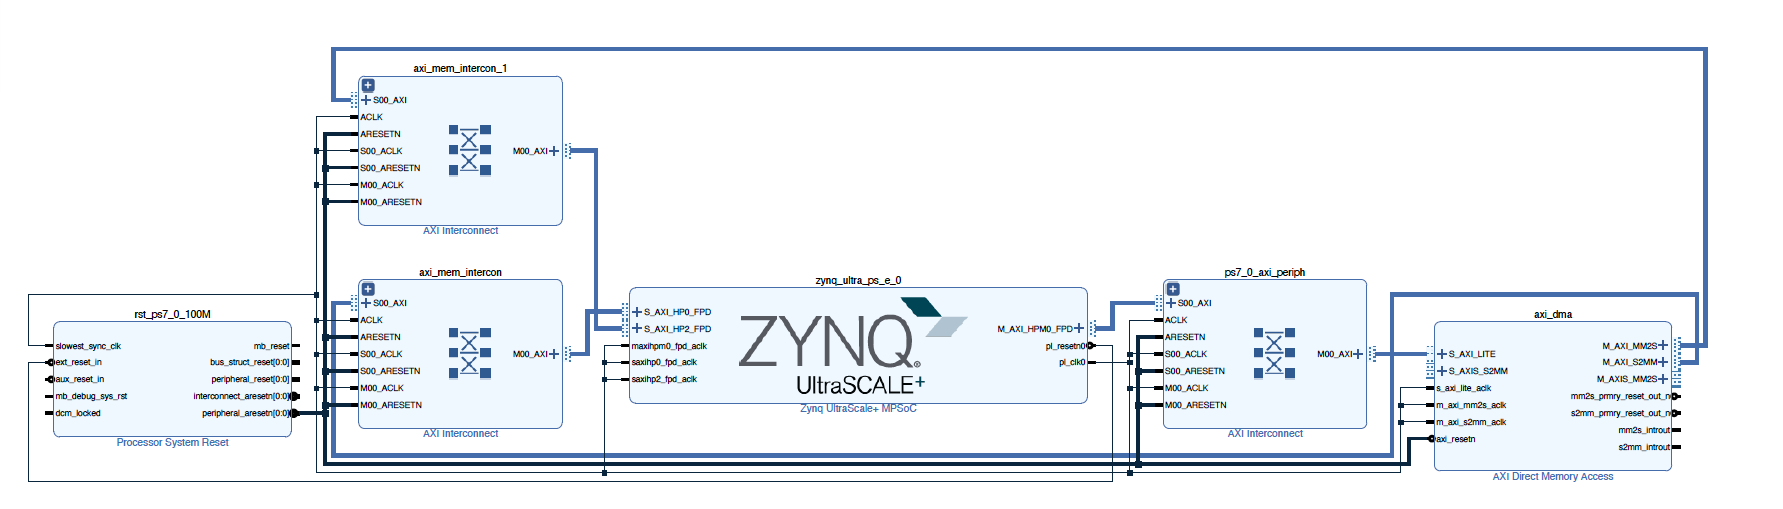 axi_mem_intercon_1
S00_AXI
ACLK
ARESETN
S00_ACLK
M00_AXI
S00_ARESETN
M00_ACLK
M00_ARESETN
AXI Interconnect
axi_mem_intercon
S00_AXI
ACLK
ARESETN
S00_ACLK
M00_AXI
S00_ARESETN
M00_ACLK
M00_ARESETN
AXI Interconnect
rst_ps7_0_100M
slowest_sync_clk
mb_reset
ext_reset_in
bus_struct_reset[0:0]
aux_reset_in
peripheral_reset[0:0]
mb_debug_sys_rst
interconnect_aresetn[0:0]
dcm_locked
peripheral_aresetn[0:0]
Processor System Reset
zynq_ultra_ps_e_0
S_AXI_HP0_FPD
S_AXI_HP2_FPD
maxihpm0_fpd_aclk
saxihp0_fpd_aclk
saxihp2_fpd_aclk
ZYNQ
UltraSCALE+
M_AXI_HPM0_FPD
pl_resetn0
pl_clk0
Zynq UltraScale+ MPSoC
ps7_0_axi_periph
S00_AXI
ACLK
ARESETN
S00_ACLK
M00_AXI
S00_ARESETN
M00_ACLK
M00_ARESETN
AXI Interconnect
axi_dma
S_AXI_LITE
S_AXIS_S2MM
s_axi_lite_aclk
m_axi_mm2s_aclk
m_axi_s2mm_aclk
axi_resetn
M_AXI_MM2S
M_AXI_S2MM
M_AXIS_MM2S
mm2s_prmry_reset_out_n
s2mm_prmry_reset_out_n
mm2s_introut
s2mm_introut
AXI Direct Memory Access